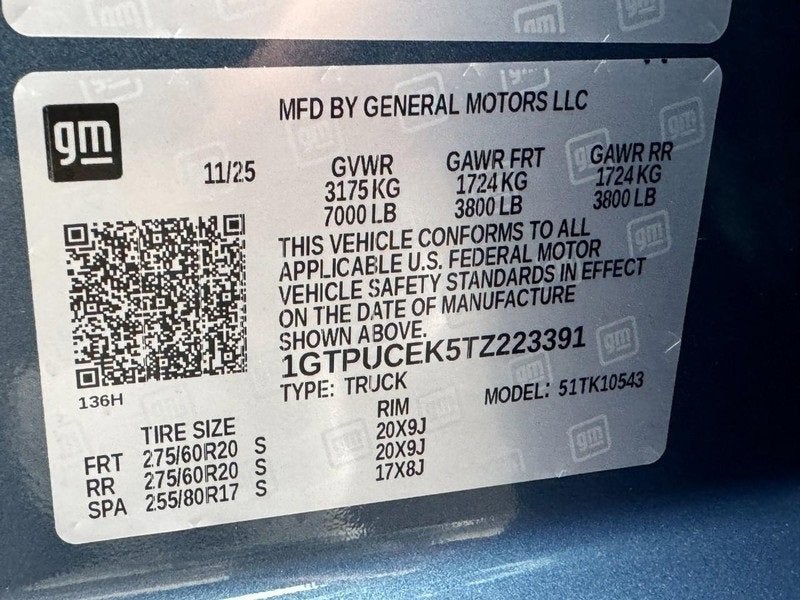 gm
MFD BY GENERAL MOTORS LLC
11/25
GVWR GAWR FRT GAWR RR
3175 KG 1724 KG 1724 KG
7000 LB 3800 LB 3800 LB
THIS VEHICLE CONFORMS TO ALL
APPLICABLE U.S. FEDERAL MOTOR
VEHICLE SAFETY STANDARDS IN EFFECT
ON THE DATE OF MANUFACTURE
SHOWN ABOVE.
1GTPUCEK5TZ223391
TYPE: TRUCK MODEL: 51TK10543
136H
TIRE SIZE RIM
FRT 275/60R20 S 20X9J
RR 275/60R20 S 20X9J
SPA 255/80R17 S 17X8J